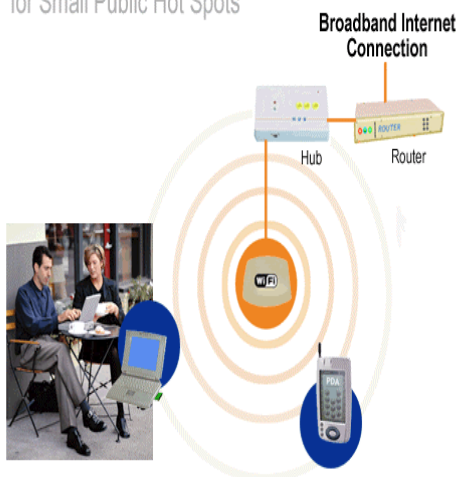 for Small Public Hot Spots
Broadband Internet
Connection
ROUTER
Hub
Router
Wi Fi
PDA